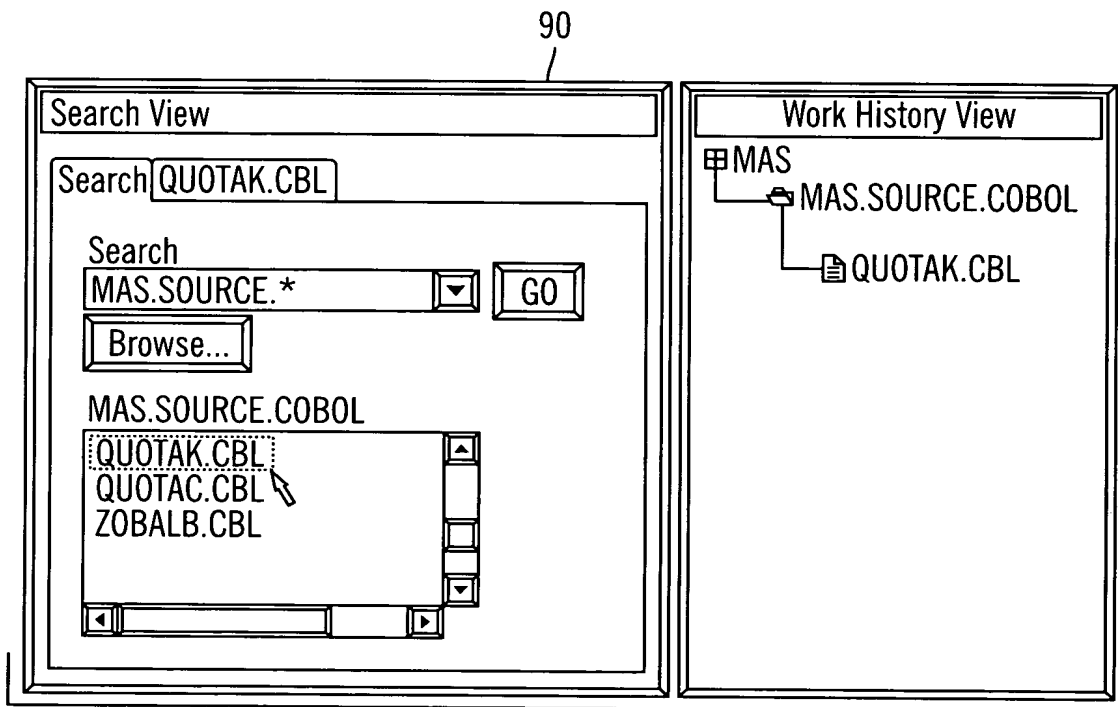 90
Search View
Search QUOTAK.CBL
Search
MAS.SOURCE.*
GO
Browse...
MAS.SOURCE.COBOL
QUOTAK.CBL
QUOTAC.CBL
ZOBALB.CBL
Work History View
MAS
MAS.SOURCE.COBOL
QUOTAK.CBL